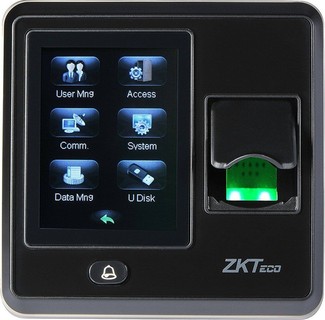 User Mng
Access
Comm.
System
Data Mng
U Disk
ZKTeco